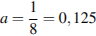 a = 1/8 = 0,125